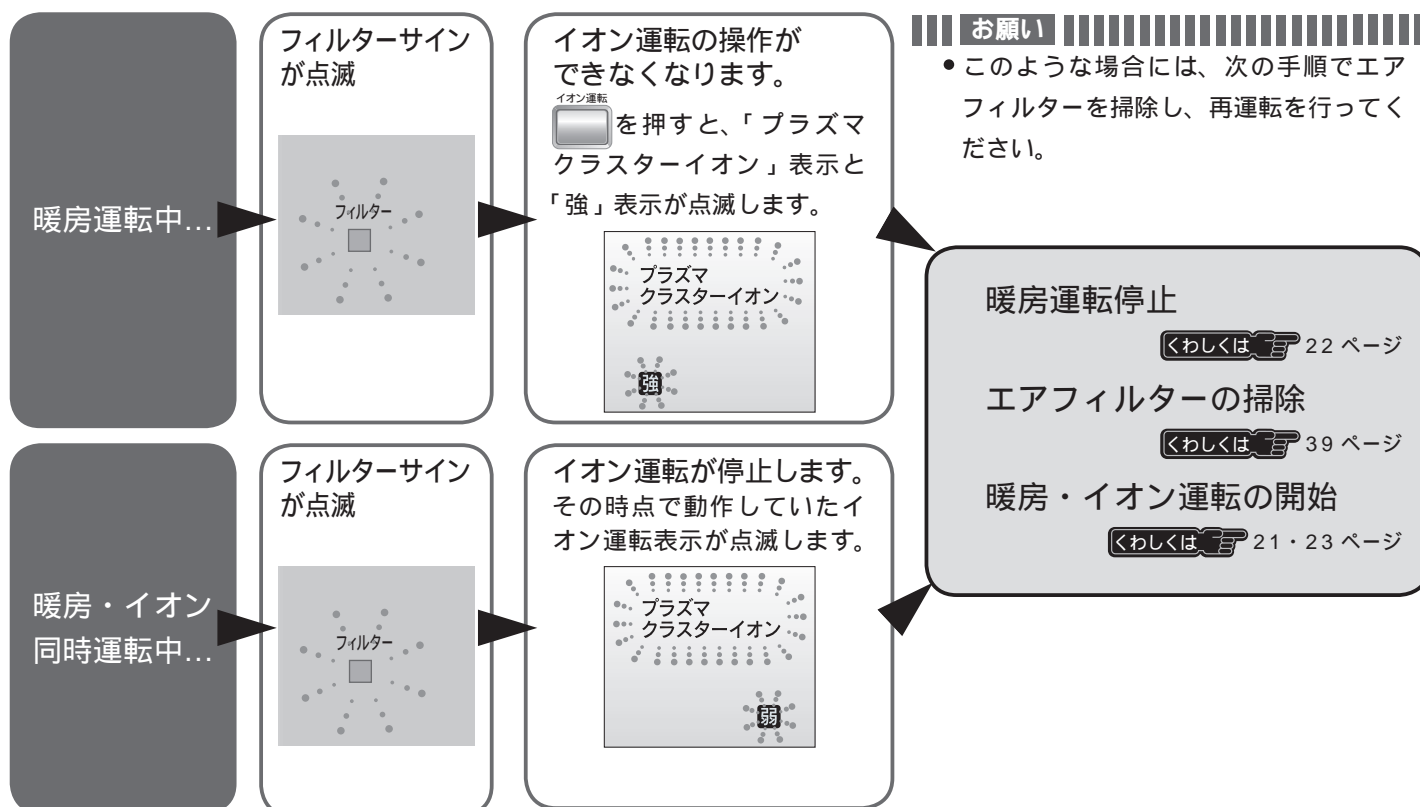 暖房運転中…
フィルターサイン
が点滅
フィルター
イオン運転の操作が
できなくなります。
イオン運転
を押すと、「プラズマ
クラスターイオン」表示と
「強」表示が点滅します。
プラズマ
クラスターイオン
強
暖房・イオン
同時運転中…
フィルターサイン
が点滅
フィルター
イオン運転が停止します。
その時点で動作していたイ
オン運転表示が点滅します。
プラズマ
クラスターイオン
弱
お願い
●このような場合には、次の手順でエア
フィルターを掃除し、再運転を行ってく
ださい。
暖房運転停止
くわしくは 22 ページ
エアフィルターの掃除
くわしくは 39 ページ
暖房・イオン運転の開始
くわしくは 21・23 ページ